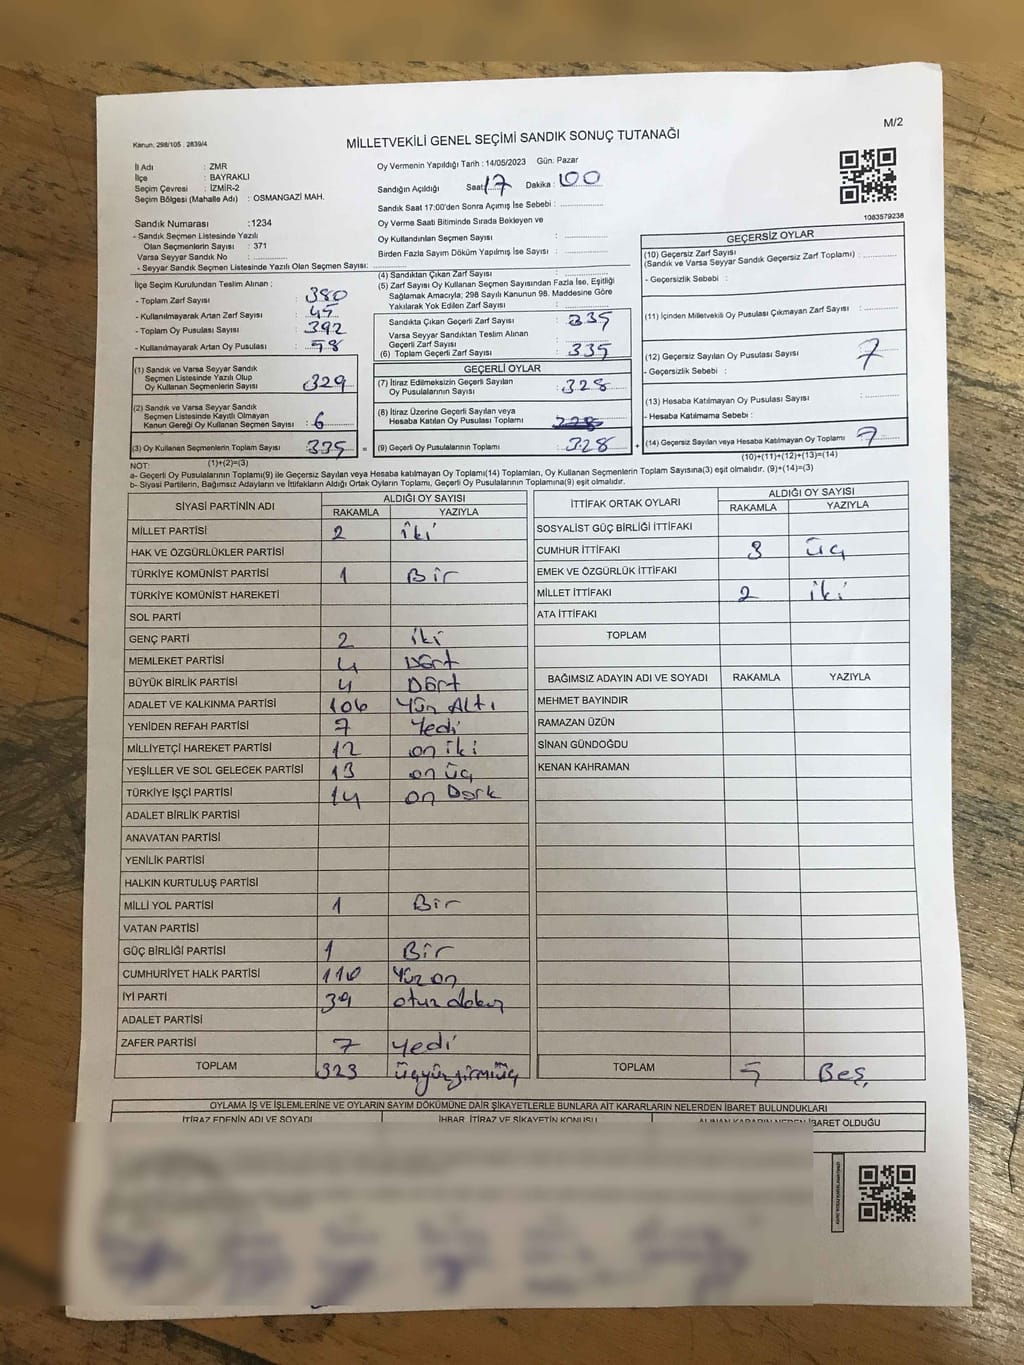 M/2
Kanun: 298/105 , 2839/4
MİLLETVEKİLİ GENEL SEÇİMİ SANDIK SONUÇ TUTANAĞI
İl Adı : ZMR
İlçe : BAYRAKLI
Seçim Çevresi : İZMİR-2
Seçim Bölgesi (Mahalle Adı) : OSMANGAZİ MAH.
Oy Vermenin Yapıldığı Tarih : 14/05/2023 Gün: Pazar
Sandığın Açıldığı Saat: 17 Dakika : 00
Sandık Saat 17:00'den Sonra Açımış İse Sebebi :
Oy Verme Saati Bitiminde Sırada Bekleyen ve
Oy Kullandırılan Seçmen Sayısı :
Birden Fazla Sayım Döküm Yapılmış İse Sayısı :
1083579238
Sandık Numarası :1234
- Sandık Seçmen Listesinde Yazılı
Olan Seçmenlerin Sayısı : 371
Varsa Seyyar Sandık No :
- Seyyar Sandık Seçmen Listesinde Yazılı Olan Seçmen Sayısı:
İlçe Seçim Kurulundan Teslim Alınan ;
- Toplam Zarf Sayısı : 380
- Kullanılmayarak Artan Zarf Sayısı : 45
- Toplam Oy Pusulası Sayısı : 392
- Kullanılmayarak Artan Oy Pusulası : 58
(1) Sandık ve Varsa Seyyar Sandık
Seçmen Listesinde Yazılı Olup
Oy Kullanan Seçmenlerin Sayısı : 329
(2) Sandık ve Varsa Seyyar Sandık
Seçmen Listesinde Kayıtlı Olmayan
Kanun Gereği Oy Kullanan Seçmen Sayısı : 6
(3) Oy Kullanan Seçmenlerin Toplam Sayısı : 335 =
(1)+(2)=(3)
(4) Sandıktan Çıkan Zarf Sayısı :
(5) Zarf Sayısı Oy Kullanan Seçmen Sayısından Fazla İse, Eşitliği
Sağlamak Amacıyla; 298 Sayılı Kanunun 98. Maddesine Göre
Yakılarak Yok Edilen Zarf Sayısı :
Sandıkta Çıkan Geçerli Zarf Sayısı : 335
Varsa Seyyar Sandıktan Teslim Alınan
Geçerli Zarf Sayısı :
(6) Toplam Geçerli Zarf Sayısı : 335
GEÇERLİ OYLAR
(7) İtiraz Edilmeksizin Geçerli Sayılan
Oy Pusulalarının Sayısı : 328
(8) İtiraz Üzerine Geçerli Sayılan veya
Hesaba Katılan Oy Pusulası Toplamı :
(9) Geçerli Oy Pusulalarının Toplamı : 328 +
GEÇERSİZ OYLAR
(10) Geçersiz Zarf Sayısı
(Sandık ve Varsa Seyyar Sandık Geçersiz Zarf Toplamı) :
- Geçersizlik Sebebi :
(11) İçinden Milletvekili Oy Pusulası Çıkmayan Zarf Sayısı :
(12) Geçersiz Sayılan Oy Pusulası Sayısı : 7
- Geçersizlik Sebebi :
(13) Hesaba Katılmayan Oy Pusulası Sayısı :
- Hesaba Katılmama Sebebi :
(14) Geçersiz Sayılan veya Hesaba Katılmayan Oy Toplamı : 7
(10)+(11)+(12)+(13)=(14)
NOT:
a- Geçerli Oy Pusulalarının Toplamı(9) ile Geçersiz Sayılan veya Hesaba katılmayan Oy Toplamı(14) Toplamları, Oy Kullanan Seçmenlerin Toplam Sayısına(3) eşit olmalıdır. (9)+(14)=(3)
b- Siyasi Partilerin, Bağımsız Adayların ve İttifakların Aldığı Ortak Oyların Toplamı, Geçerli Oy Pusulalarının Toplamına(9) eşit olmalıdır.
SİYASİ PARTİNİN ADI ALDIĞI OY SAYISI
RAKAMLA YAZIYLA
MİLLET PARTİSİ 2 iki
HAK VE ÖZGÜRLÜKLER PARTİSİ
TÜRKİYE KOMÜNİST PARTİSİ 1 Bir
TÜRKİYE KOMÜNİST HAREKETİ
SOL PARTİ
GENÇ PARTİ 2 iki
MEMLEKET PARTİSİ 4 Dört
BÜYÜK BİRLİK PARTİSİ 4 Dört
ADALET VE KALKINMA PARTİSİ 106 Yüz Altı
YENİDEN REFAH PARTİSİ 7 Yedi
MİLLİYETÇİ HAREKET PARTİSİ 12 on iki
YEŞİLLER VE SOL GELECEK PARTİSİ 13 on üç
TÜRKİYE İŞÇİ PARTİSİ 14 on Dört
ADALET BİRLİK PARTİSİ
ANAVATAN PARTİSİ
YENİLİK PARTİSİ
HALKIN KURTULUŞ PARTİSİ
MİLLİ YOL PARTİSİ 1 Bir
VATAN PARTİSİ
GÜÇ BİRLİĞİ PARTİSİ 1 Bir
CUMHURİYET HALK PARTİSİ 110 Yüz on
İYİ PARTİ 39 otuz dokuz
ADALET PARTİSİ
ZAFER PARTİSİ 7 yedi
TOPLAM 323 üçyüzyirmiüç
İTTİFAK ORTAK OYLARI ALDIĞI OY SAYISI
RAKAMLA YAZIYLA
SOSYALİST GÜÇ BİRLİĞİ İTTİFAKI
CUMHUR İTTİFAKI 3 üç
EMEK VE ÖZGÜRLÜK İTTİFAKI
MİLLET İTTİFAKI 2 iki
ATA İTTİFAKI
TOPLAM
BAĞIMSIZ ADAYIN ADI VE SOYADI RAKAMLA YAZIYLA
MEHMET BAYINDIR
RAMAZAN ÜZÜN
SİNAN GÜNDOĞDU
KENAN KAHRAMAN
TOPLAM 5 Beş
OYLAMA İŞ VE İŞLEMLERİNE VE OYLARIN SAYIM DÖKÜMÜNE DAİR ŞİKAYETLERLE BUNLARA AİT KARARLARIN NELERDEN İBARET BULUNDUKLARI
İTİRAZ EDENİN ADI VE SOYADI İHBAR, İTİRAZ VE ŞİKAYETİN KONUSU ALINAN KARARIN NEDEN İBARET OLDUĞU